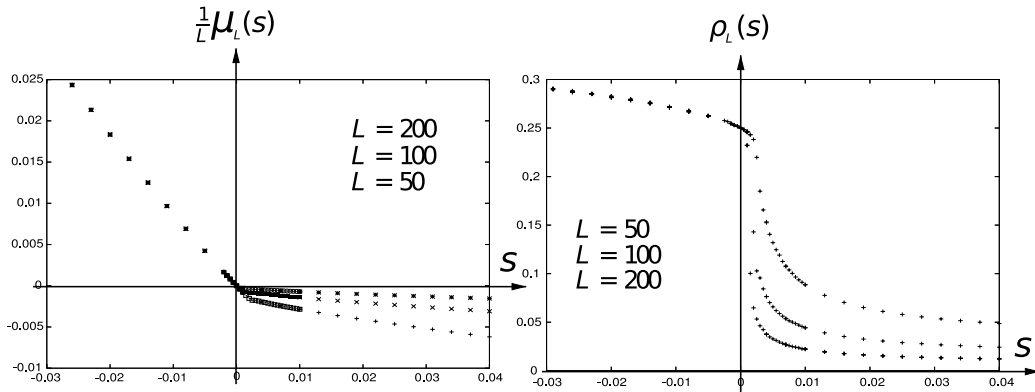 1/L μ_L(s)
0.025
0.02
0.015
0.01
0.005
0
-0.005
-0.01
-0.03 -0.02 -0.01 0 0.01 0.02 0.03 0.04
L = 200
L = 100
L = 50
s
ρ_L(s)
0.3
0.25
0.2
0.15
0.1
0.05
0
-0.03 -0.02 -0.01 0 0.01 0.02 0.03 0.04
L = 50
L = 100
L = 200
s